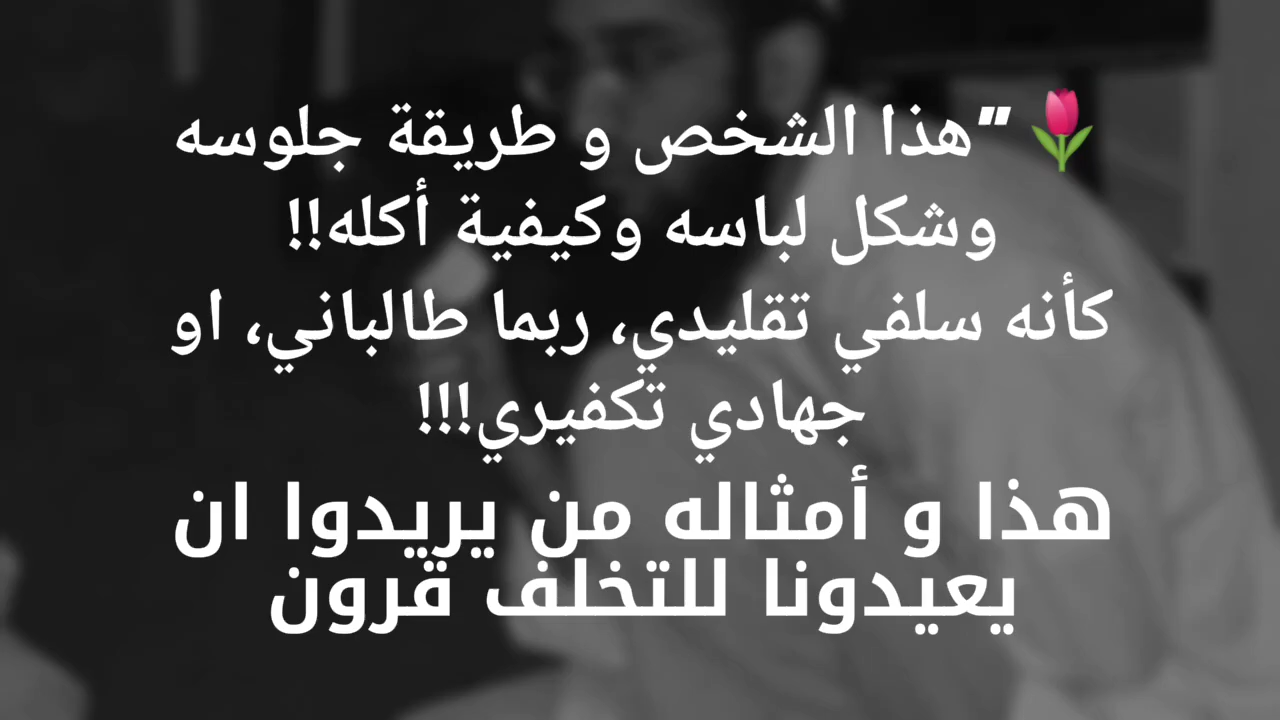 🌷"هذا الشخص و طريقة جلوسه
وشكل لباسه وكيفية أكله!!
كأنه سلفي تقليدي، ربما طالباني، او
جهادي تكفيري!!!
هذا و أمثاله من يريدوا ان
يعيدونا للتخلف قرون